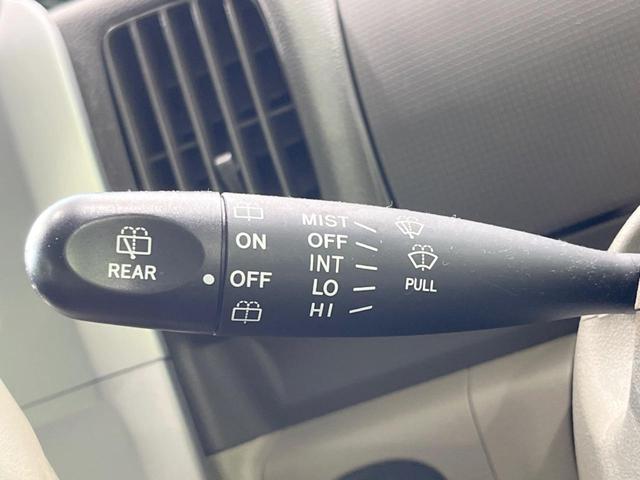 REAR
ON
OFF
MIST
OFF
INT
LO
HI
PULL